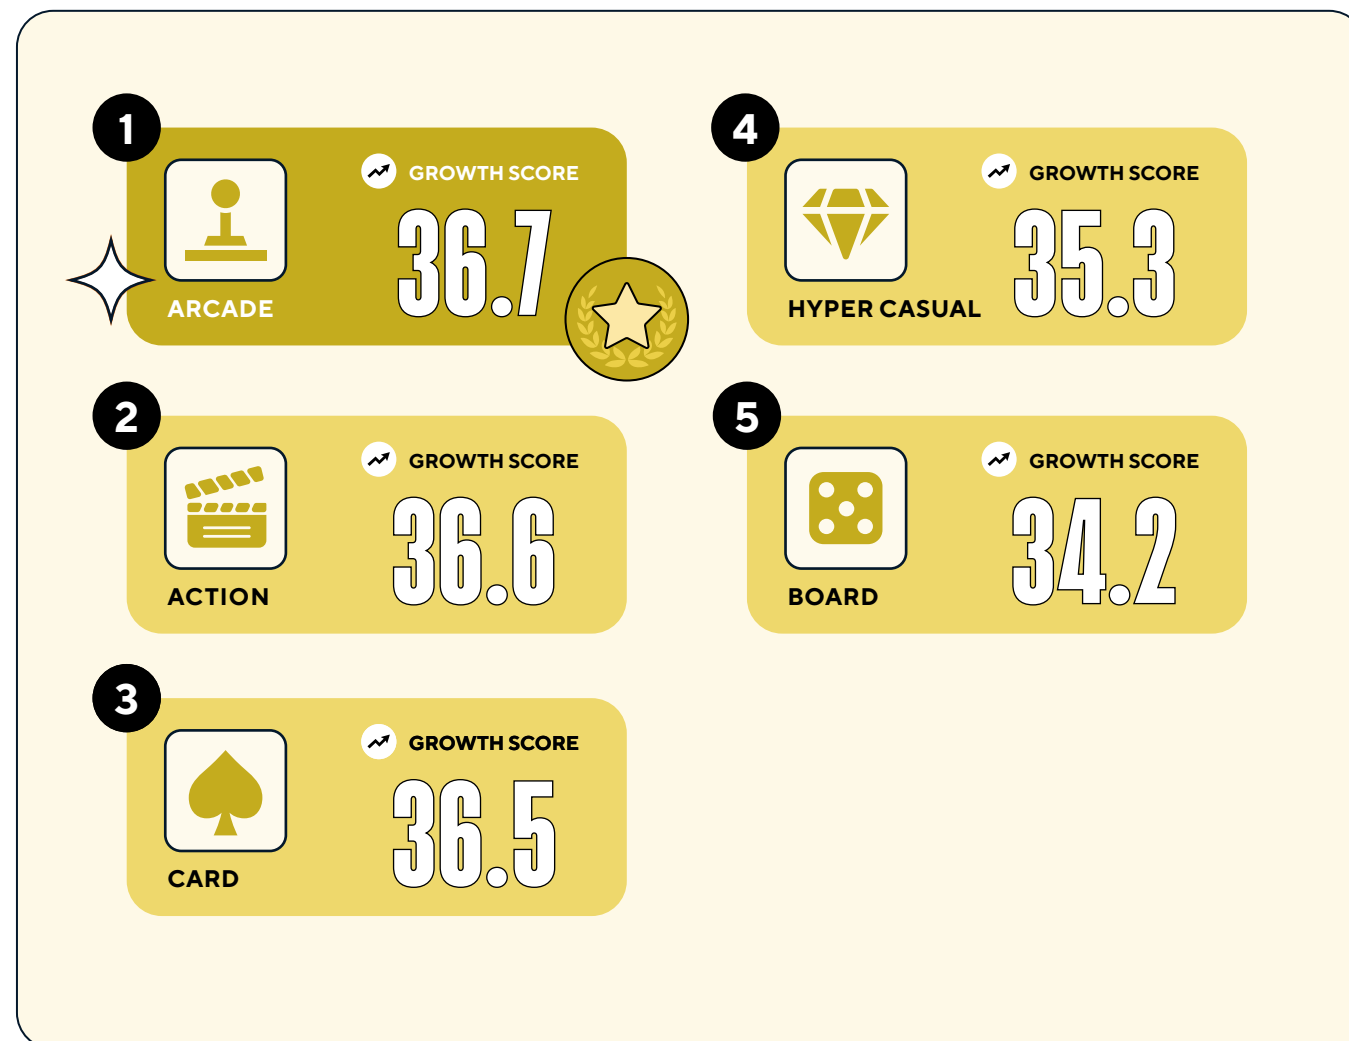 1
GROWTH SCORE
36.7
ARCADE
2
GROWTH SCORE
36.6
ACTION
3
GROWTH SCORE
36.5
CARD
4
GROWTH SCORE
35.3
HYPER CASUAL
5
GROWTH SCORE
34.2
BOARD